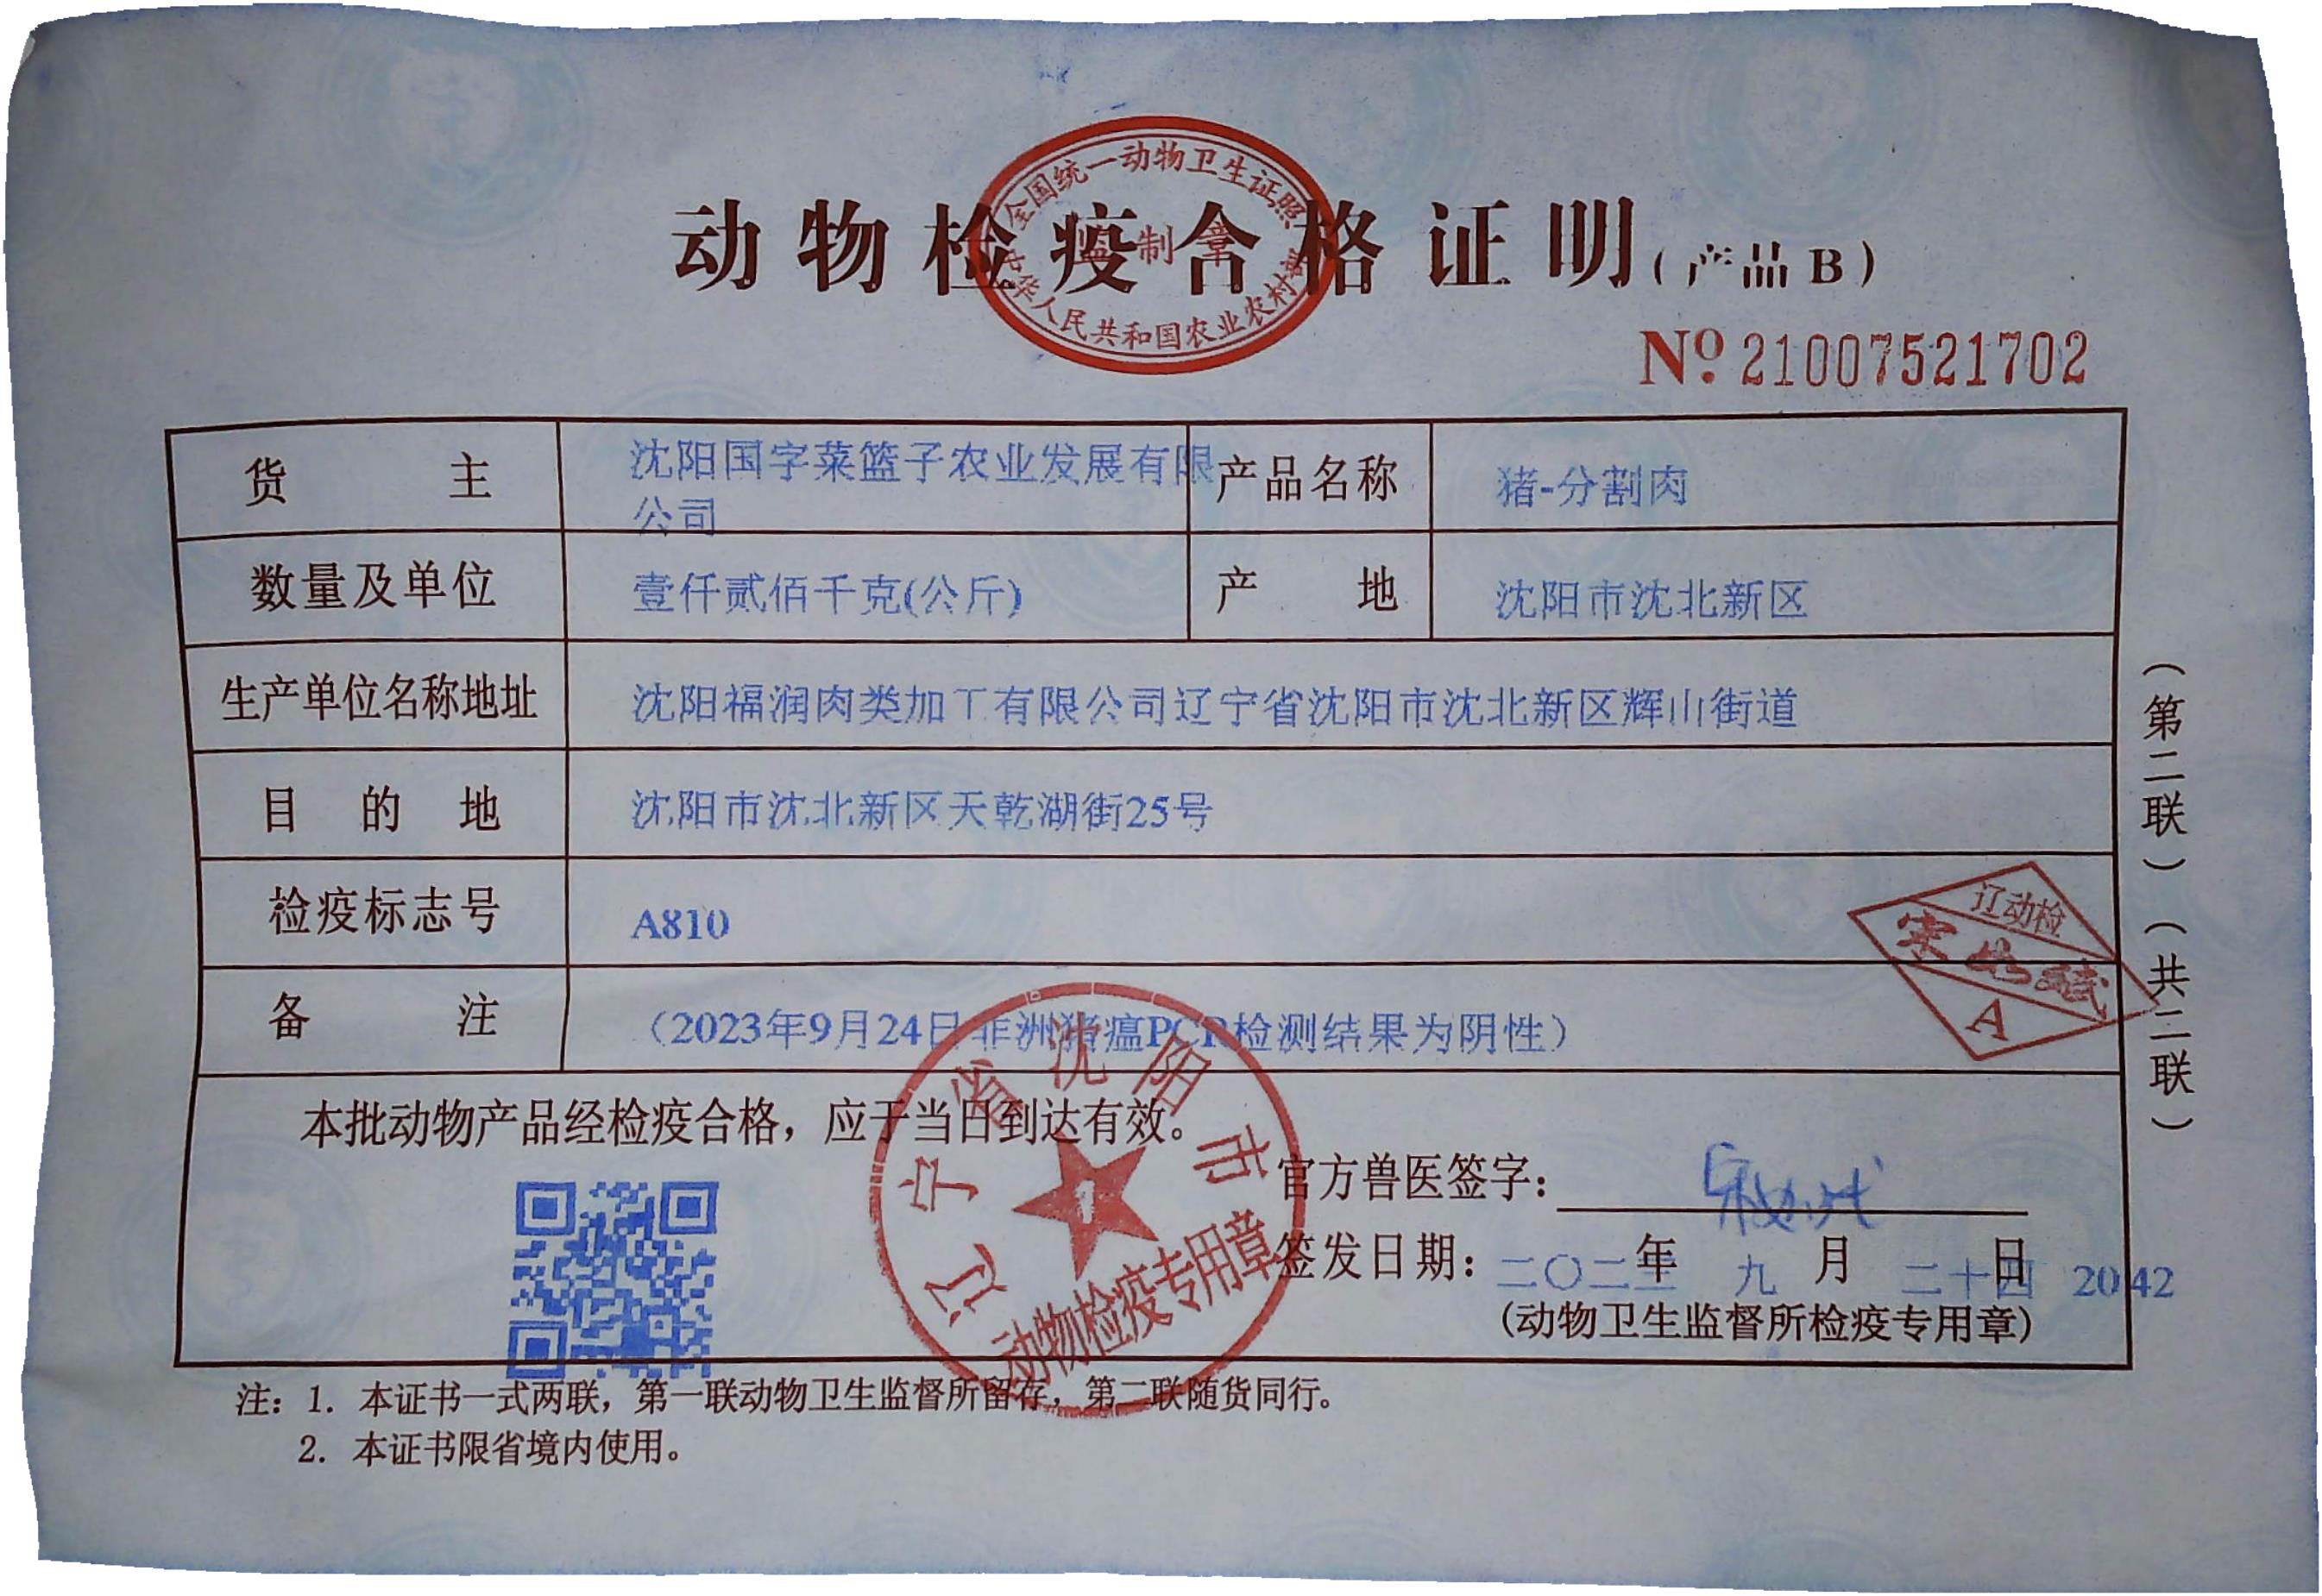 全国统一动物卫生证照
监制章
中华人民共和国农业农村部
动物检疫合格证明(产品B)
№ 21007521702
货主 沈阳国字菜篮子农业发展有限公司 产品名称 猪-分割肉
数量及单位 壹仟贰佰千克(公斤) 产地 沈阳市沈北新区
生产单位名称地址 沈阳福润肉类加工有限公司辽宁省沈阳市沈北新区辉山街道
目的地 沈阳市沈北新区天乾湖街25号
检疫标志号 A810
辽动检
A
备注 （2023年9月24日非洲猪瘟PCR检测结果为阴性）
本批动物产品经检疫合格，应于当日到达有效。
官方兽医签字：
签发日期：二〇二三年九月二十四日 20:42
(动物卫生监督所检疫专用章)
辽宁省沈阳市
1
动物检疫专用章
注：1. 本证书一式两联，第一联动物卫生监督所留存，第二联随货同行。
2. 本证书限省境内使用。
（第二联）（共二联）